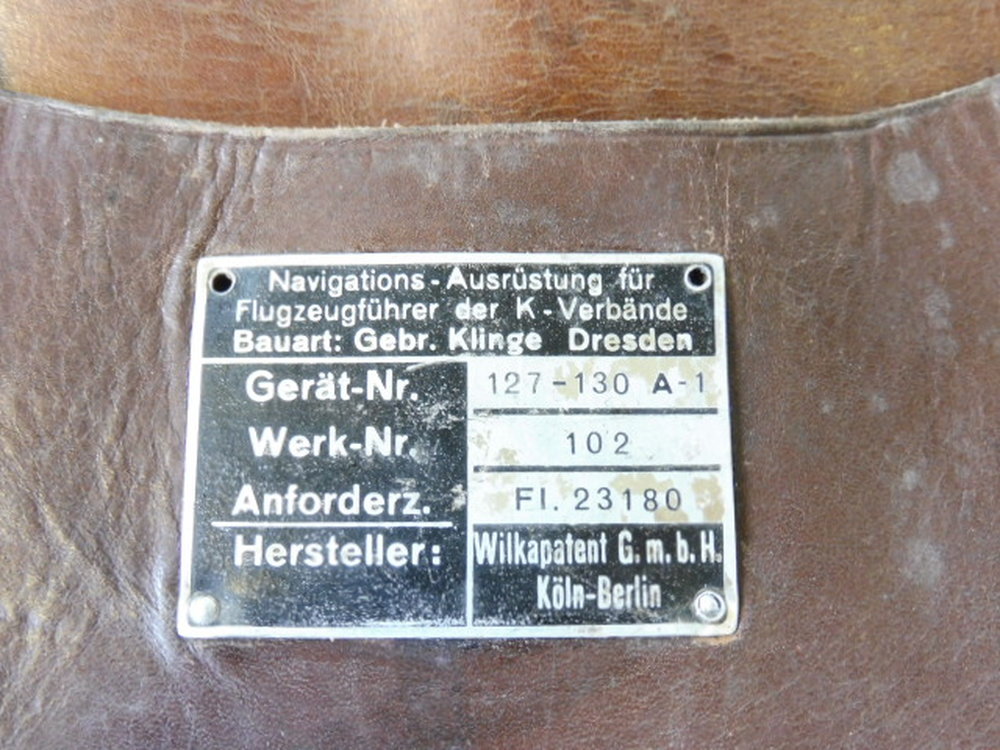 Navigations-Ausrüstung für
Flugzeugführer der K-Verbände
Bauart: Gebr. Klinge Dresden
Gerät-Nr. 127-130 A-1
Werk-Nr. 102
Anforderz. Fl. 23180
Hersteller: Wilkapatent G.m.b.H.
Köln-Berlin